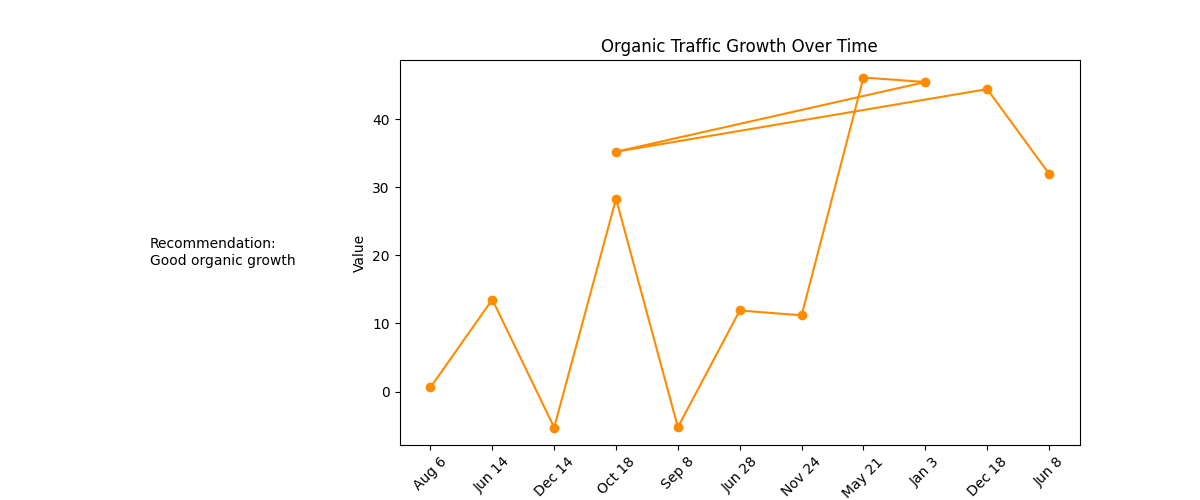 Organic Traffic Growth Over Time
Recommendation:
Good organic growth
Value
40
30
20
10
0
Aug 6
Jun 14
Dec 14
Oct 18
Sep 8
Jun 28
Nov 24
May 21
Jan 3
Dec 18
Jun 8